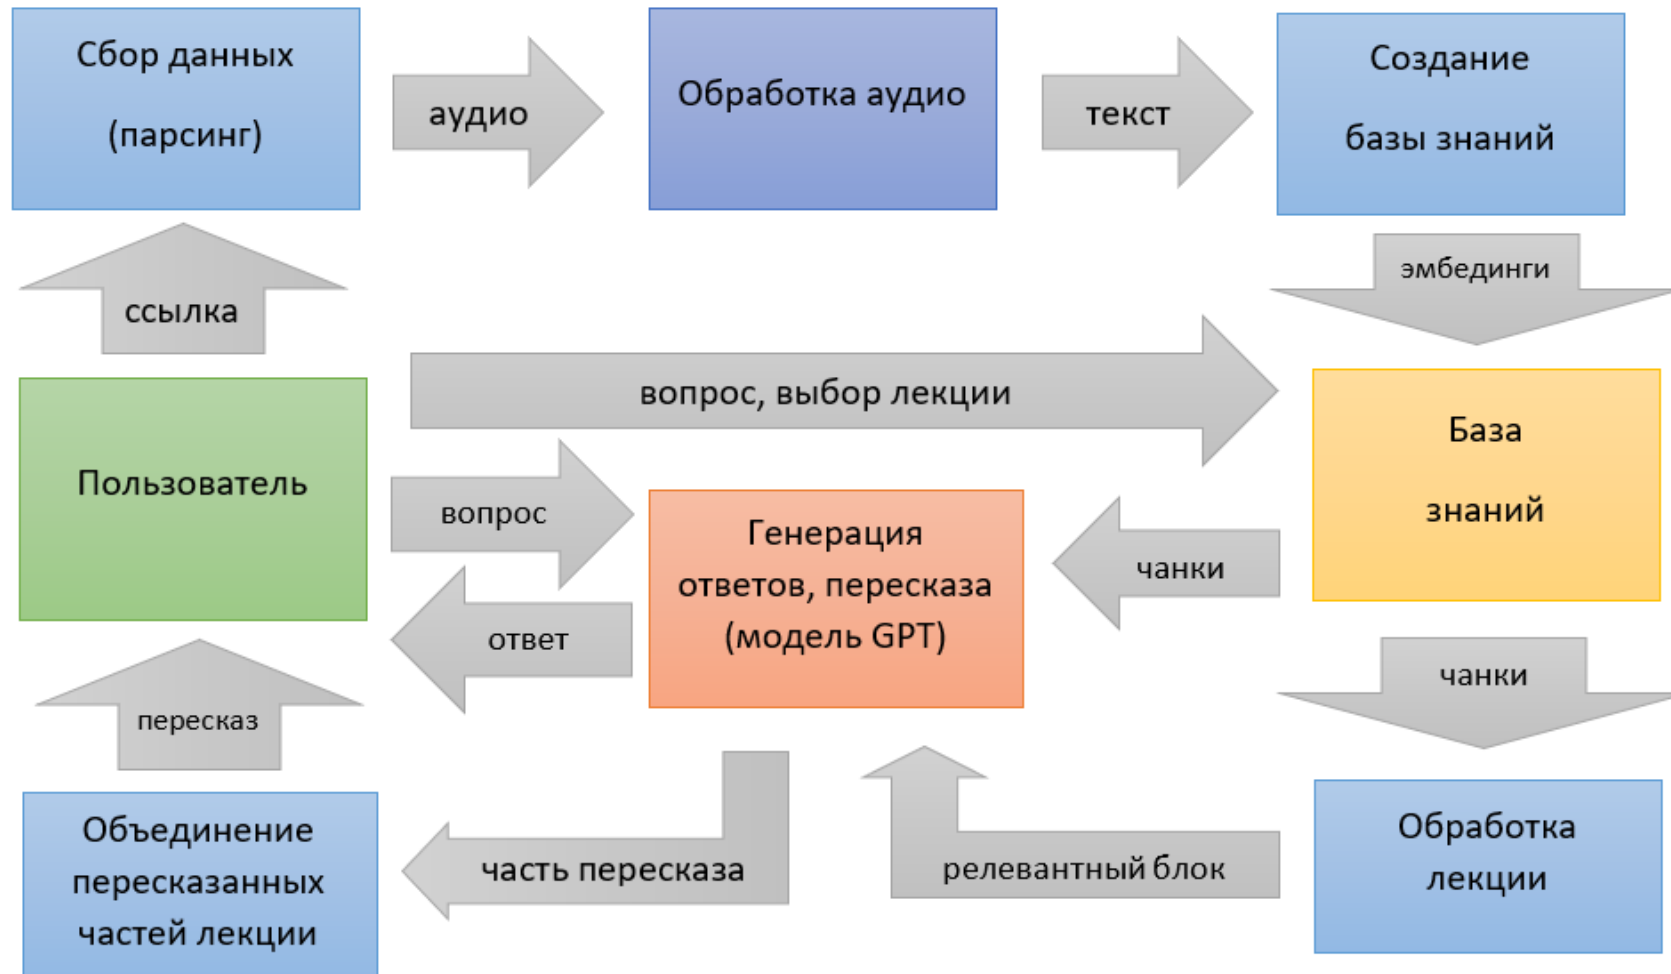 Сбор данных
(парсинг)
аудио
Обработка аудио
текст
Создание
базы знаний
ссылка
эмбединги
вопрос, выбор лекции
Пользователь
База
знаний
вопрос
Генерация
ответов, пересказа
(модель GPT)
чанки
ответ
чанки
пересказ
Объединение
пересказанных
частей лекции
часть пересказа
релевантный блок
Обработка
лекции